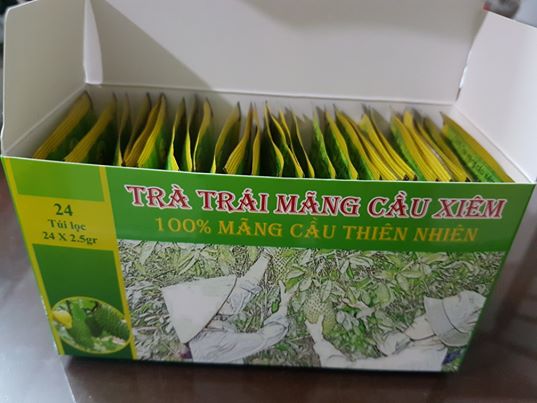 TRÀ TRÁI MÃNG CẦU XIÊM
100% MÃNG CẦU THIÊN NHIÊN
24
Túi lọc
24 X 2.5gr